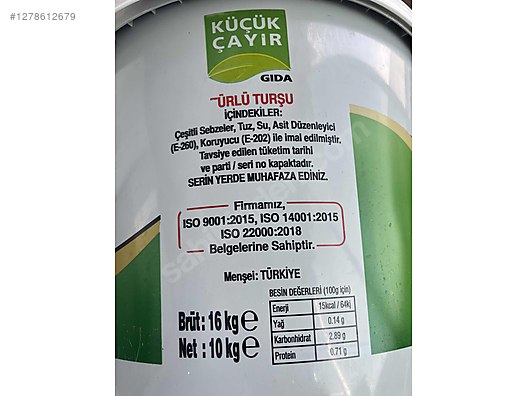 #1278612679
KÜÇÜK
ÇAYIR
GIDA
ÜRLÜ TURŞU
İÇİNDEKİLER:
Çeşitli Sebzeler, Tuz, Su, Asit Düzenleyici
(E-260), Koruyucu (E-202) ile imal edilmiştir.
Tavsiye edilen tüketim tarihi
ve parti / seri no kapaktadır.
SERİN YERDE MUHAFAZA EDİNİZ.
Firmamız,
ISO 9001:2015, ISO 14001:2015
ISO 22000:2018
Belgelerine Sahiptir.
Menşei: TÜRKİYE
BESİN DEĞERLERİ (100g için)
Enerji 15kcal / 64kj
Yağ 0.14 g
Karbonhidrat 2.89 g
Protein 0.71 g
Brüt: 16 kg e
Net : 10 kg e